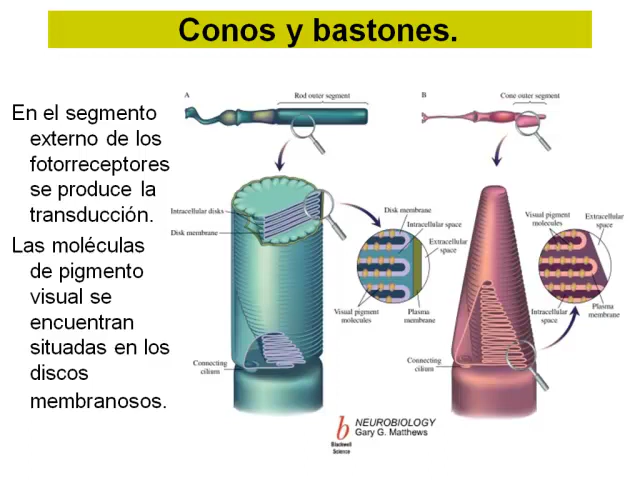 Conos y bastones.
En el segmento
externo de los
fotorreceptores
se produce la
transducción.
Las moléculas
de pigmento
visual se
encuentran
situadas en los
discos
membranosos.
A
Rod outer segment
Intracellular disks
Disk membrane
Connecting
cilium
Disk membrane
Intracellular space
Extracellular
space
Visual pigment
molecules
Plasma
membrane
B
Cone outer segment
Visual pigment
molecules
Extracellular
space
Intracellular
space
Plasma
membrane
Connecting
cilium
b
Blackwell
Science
NEUROBIOLOGY
Gary G. Matthews